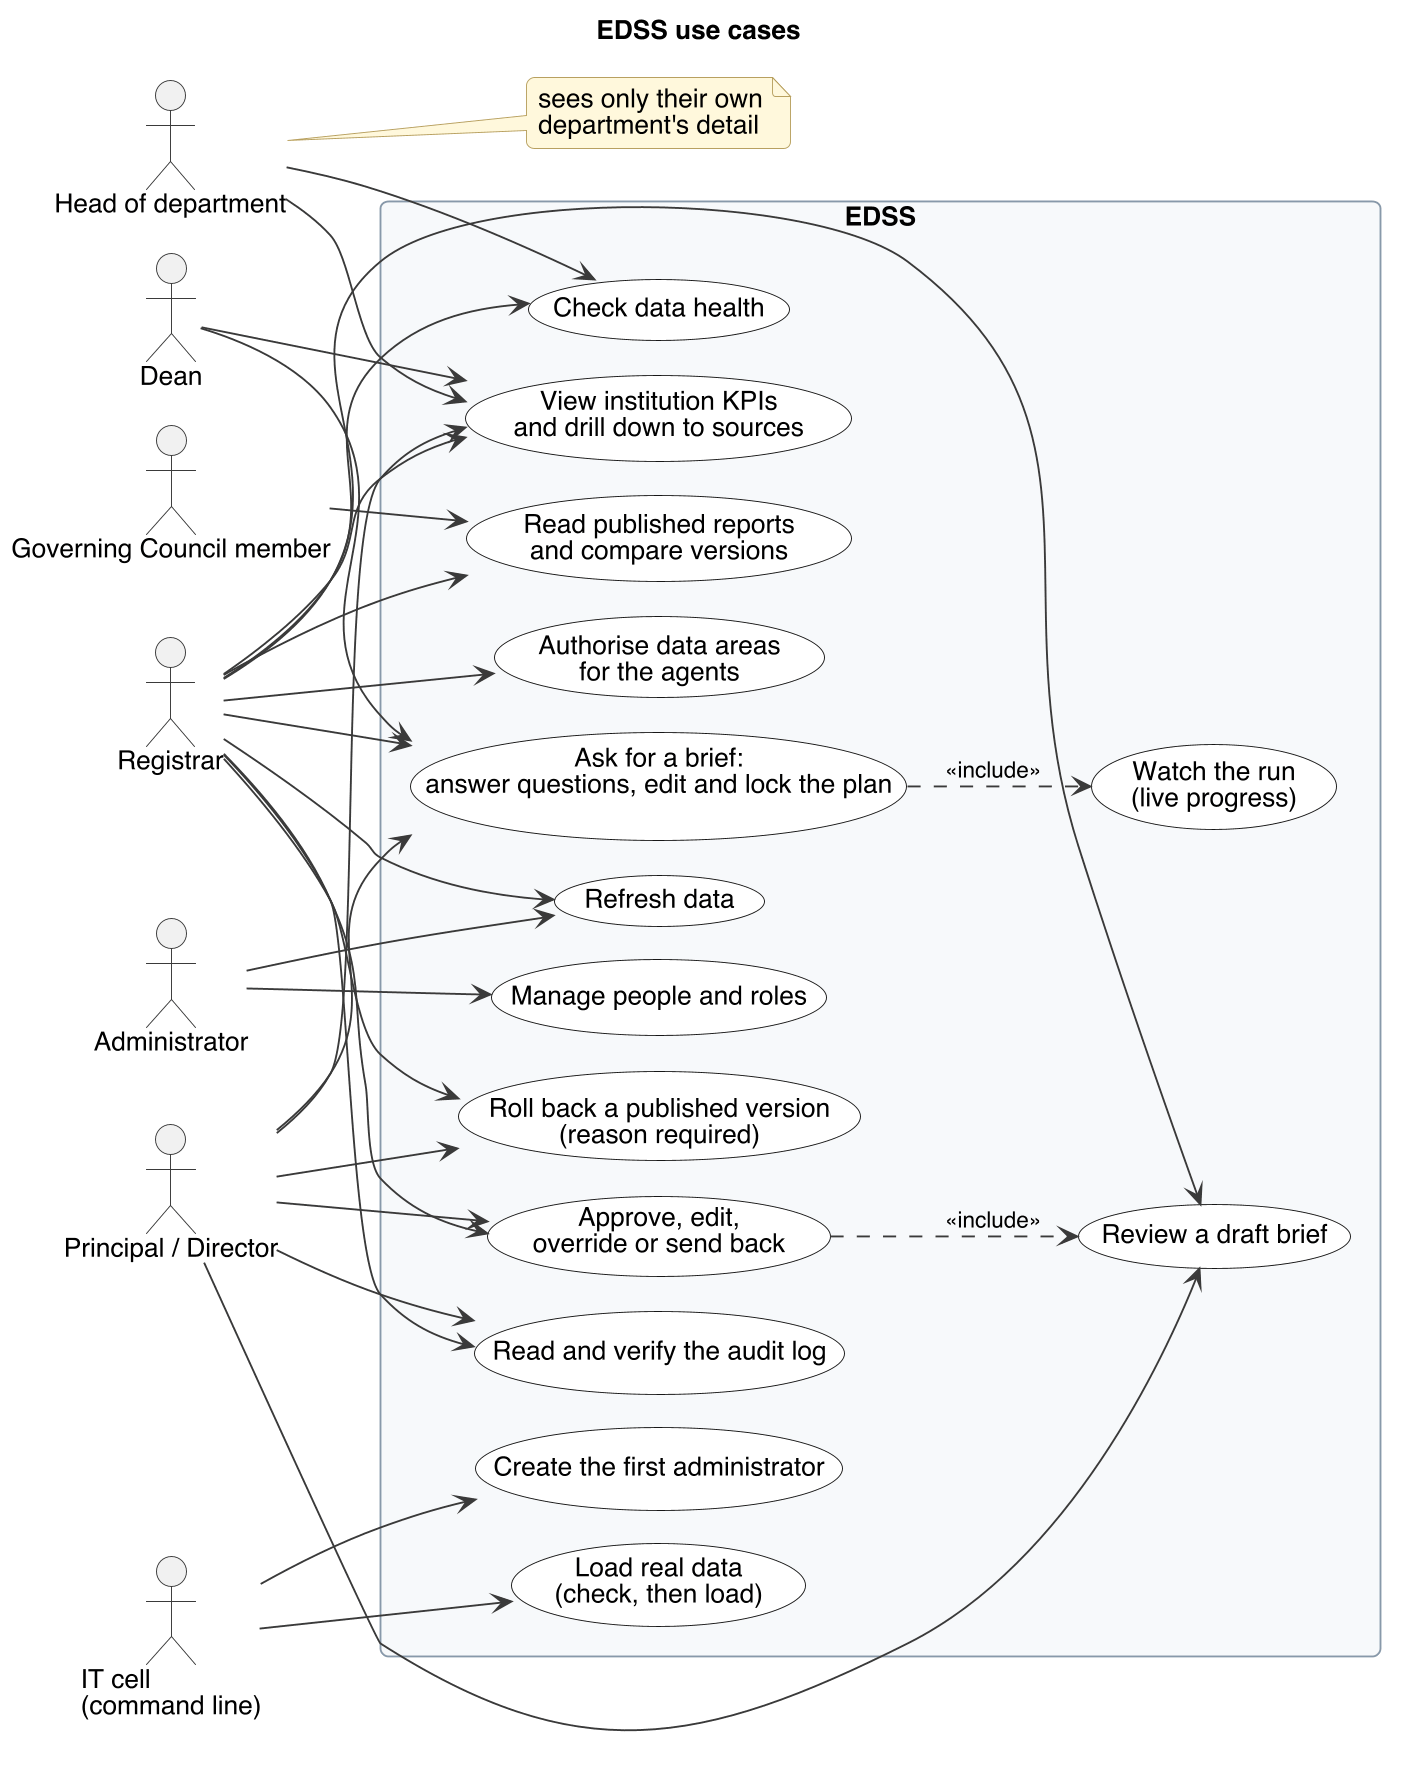 EDSS use cases
sees only their own
department's detail
Head of department
EDSS
Check data health
Dean
View institution KPIs
and drill down to sources
Governing Council member
Read published reports
and compare versions
Authorise data areas
for the agents
Registrar
Ask for a brief:
answer questions, edit and lock the plan
«include»
Watch the run
(live progress)
Refresh data
Manage people and roles
Administrator
Roll back a published version
(reason required)
Approve, edit,
override or send back
«include»
Review a draft brief
Principal / Director
Read and verify the audit log
Create the first administrator
Load real data
(check, then load)
IT cell
(command line)